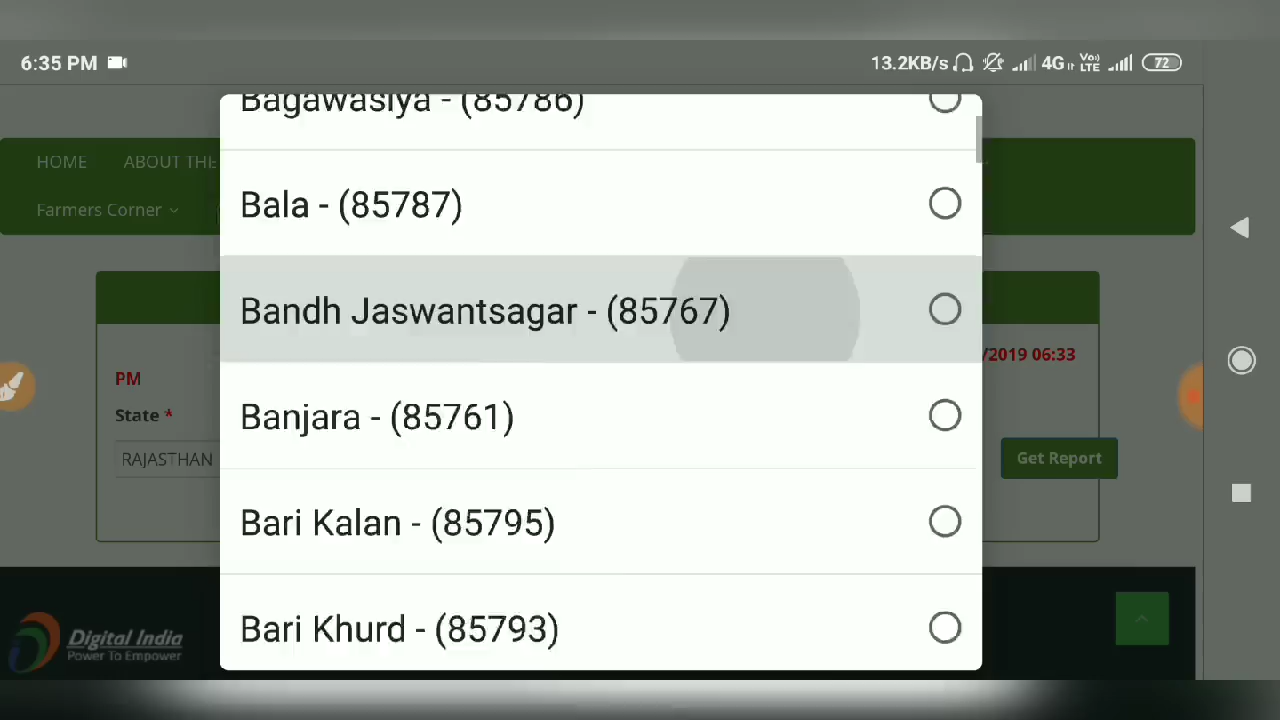 6:35 PM
13.2KB/s 4G Vo) LTE 72
HOME ABOUT THE
Farmers Corner
Bagawasiya - (85786)
Bala - (85787)
Bandh Jaswantsagar - (85767)
Banjara - (85761)
Bari Kalan - (85795)
Bari Khurd - (85793)
/2019 06:33
PM
State *
RAJASTHAN
Get Report
Digital India
Power To Empower